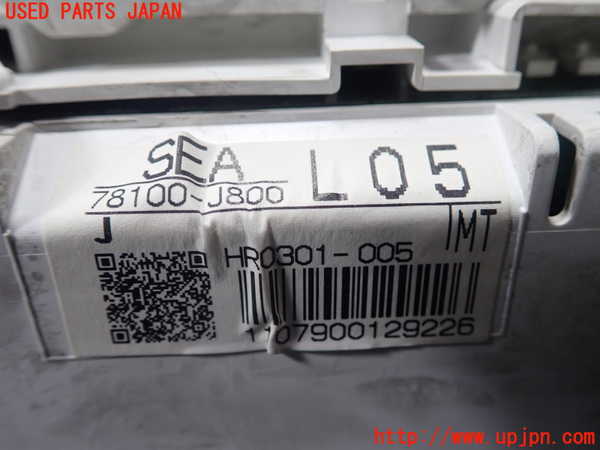 USED PARTS JAPAN
SEA
78100-J800
L05
J
MT
HR0301-005
1107900129226
http://www.upjpn.com